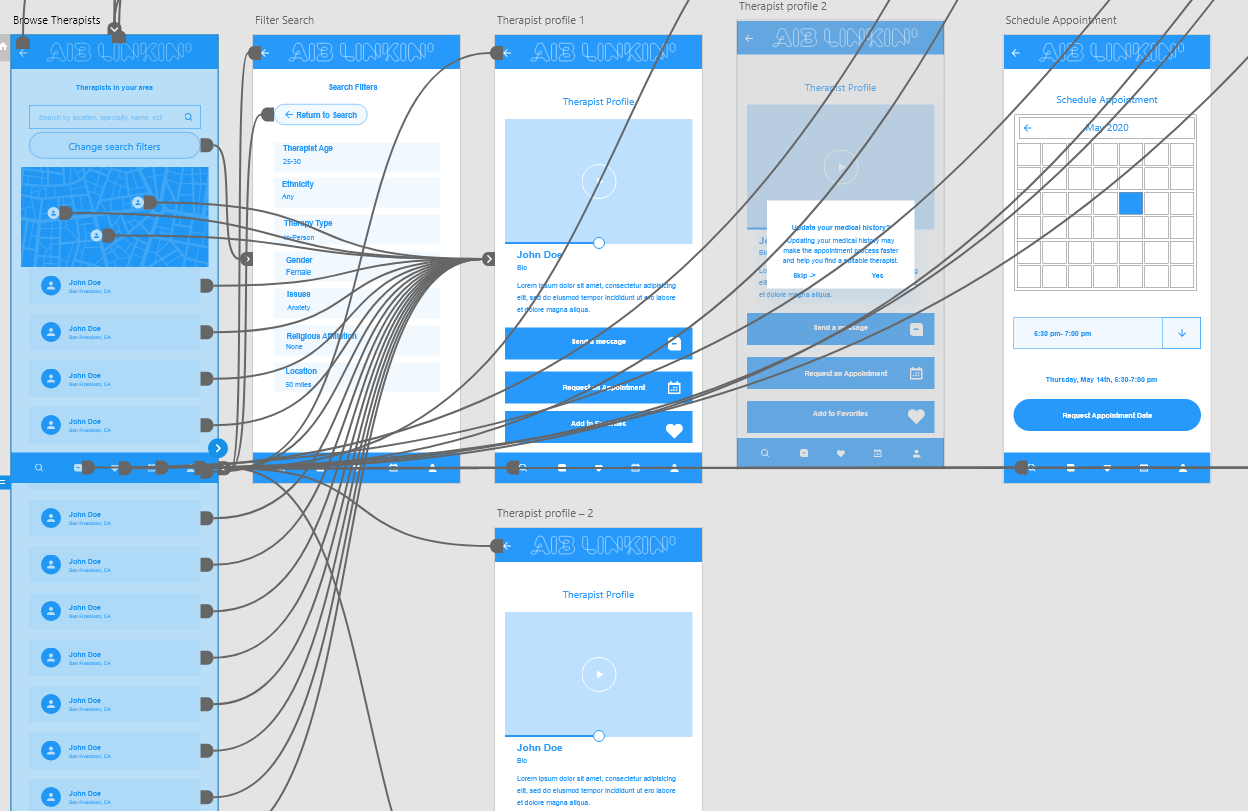 Browse Therapists
AI3 LINKIN'
Therapists in your area
Search by location, specialty, name, ect
Change search filters
John Doe
San Francisco, CA
John Doe
San Francisco, CA
John Doe
San Francisco, CA
John Doe
San Francisco, CA
John Doe
San Francisco, CA
John Doe
San Francisco, CA
John Doe
San Francisco, CA
John Doe
San Francisco, CA
John Doe
San Francisco, CA
John Doe
San Francisco, CA
John Doe
San Francisco, CA
Filter Search
AI3 LINKIN'
Search Filters
Return to Search
Therapist Age
25-30
Ethnicity
Any
Therapy Type
In-Person
Gender
Female
Issues
Anxiety
Religious Affiliation
None
Location
50 miles
Therapist profile 1
AI3 LINKIN'
Therapist Profile
John Doe
Bio
Lorem ipsum dolor sit amet, consectetur adipisicing
elit, sed do eiusmod tempor incididunt ut ero labore
et dolore magna aliqua.
Send a message
Request an Appointment
Add to Favorites
Therapist profile 2
AI3 LINKIN'
Therapist Profile
Update your medical history?
Updating your medical history may
make the appointment process faster
and help you find a suitable therapist.
Skip ->
Yes
et dolore magna aliqua.
Send a message
Request an Appointment
Add to Favorites
Schedule Appointment
AI3 LINKIN'
Schedule Appointment
May 2020
5:30 pm- 7:00 pm
Thursday, May 14th, 5:30-7:00 pm
Request Appointment Date
Therapist profile – 2
AI3 LINKIN'
Therapist Profile
John Doe
Bio
Lorem ipsum dolor sit amet, consectetur adipisicing
elit, sed do eiusmod tempor incididunt ut ero labore
et dolore magna aliqua.